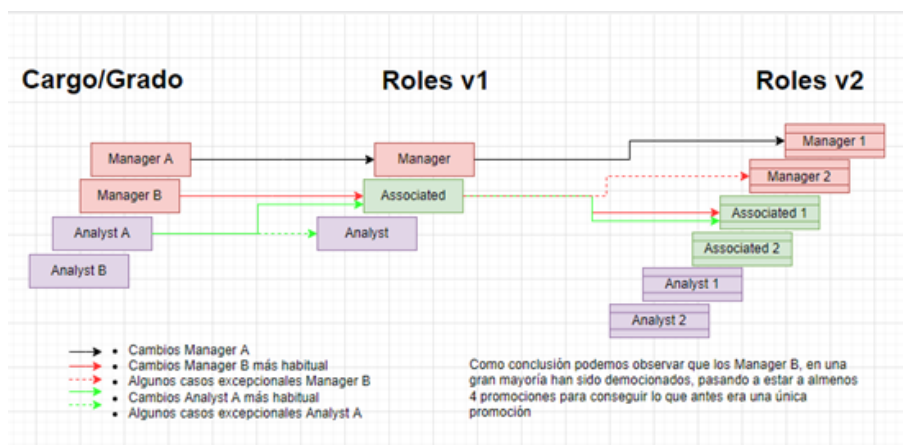 Cargo/Grado
Roles v1
Roles v2
Manager A
Manager B
Analyst A
Analyst B
Manager
Associated
Analyst
Manager 1
Manager 2
Associated 1
Associated 2
Analyst 1
Analyst 2
• Cambios Manager A
• Cambios Manager B más habitual
• Algunos casos excepcionales Manager B
• Cambios Analyst A más habitual
• Algunos casos excepcionales Analyst A
Como conclusión podemos observar que los Manager B, en una
gran mayoría han sido democionados, pasando a estar a almenos
4 promociones para conseguir lo que antes era una única
promoción